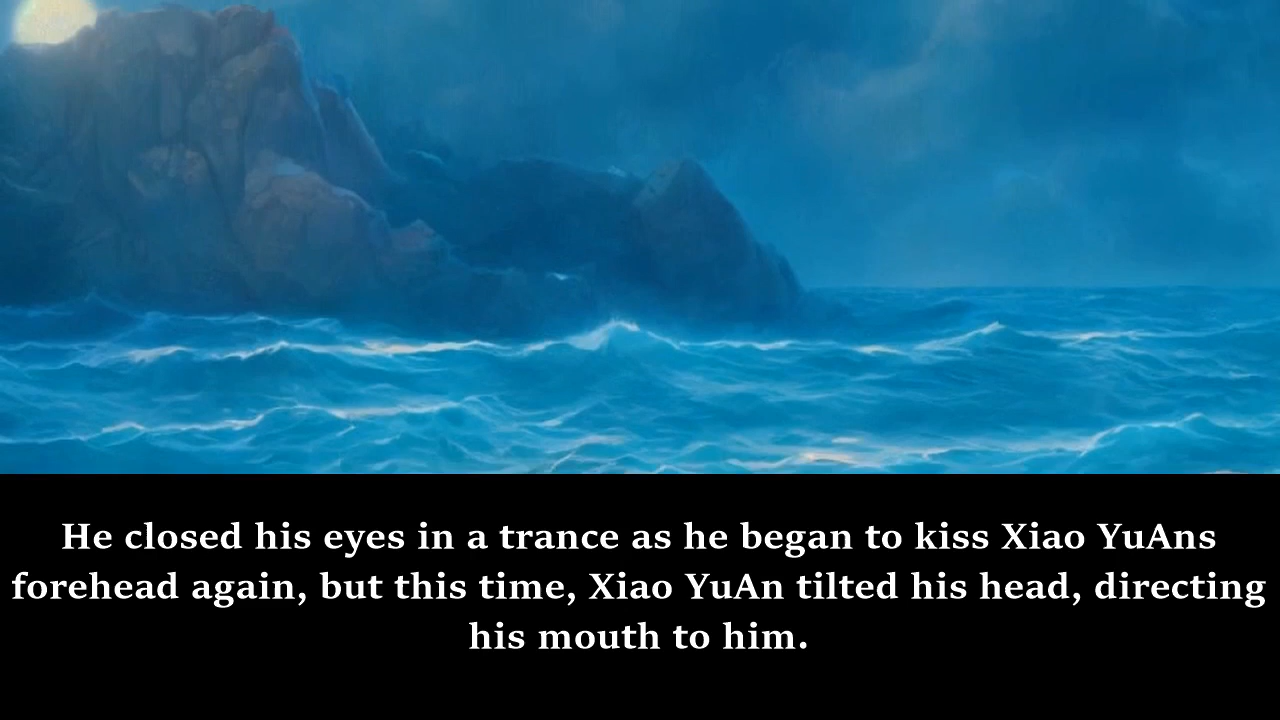 He closed his eyes in a trance as he began to kiss Xiao YuAns
forehead again, but this time, Xiao YuAn tilted his head, directing
his mouth to him.